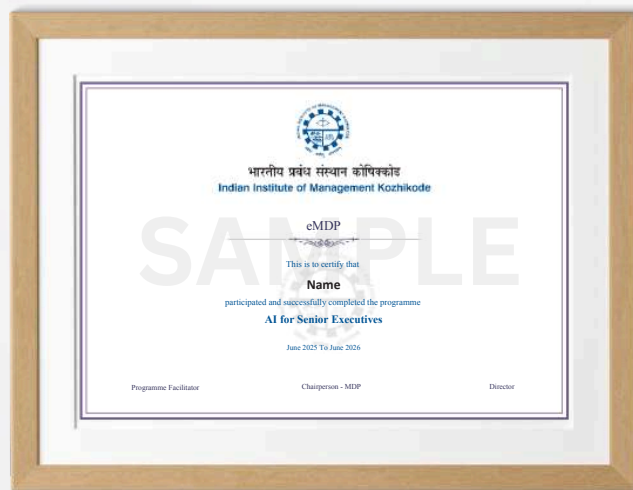 भारतीय प्रबंध संस्थान कोषिक्कोड
Indian Institute of Management Kozhikode
eMDP
SAMPLE
This is to certify that
Name
participated and successfully completed the programme
AI for Senior Executives
June 2025 To June 2026
Programme Facilitator
Chairperson - MDP
Director